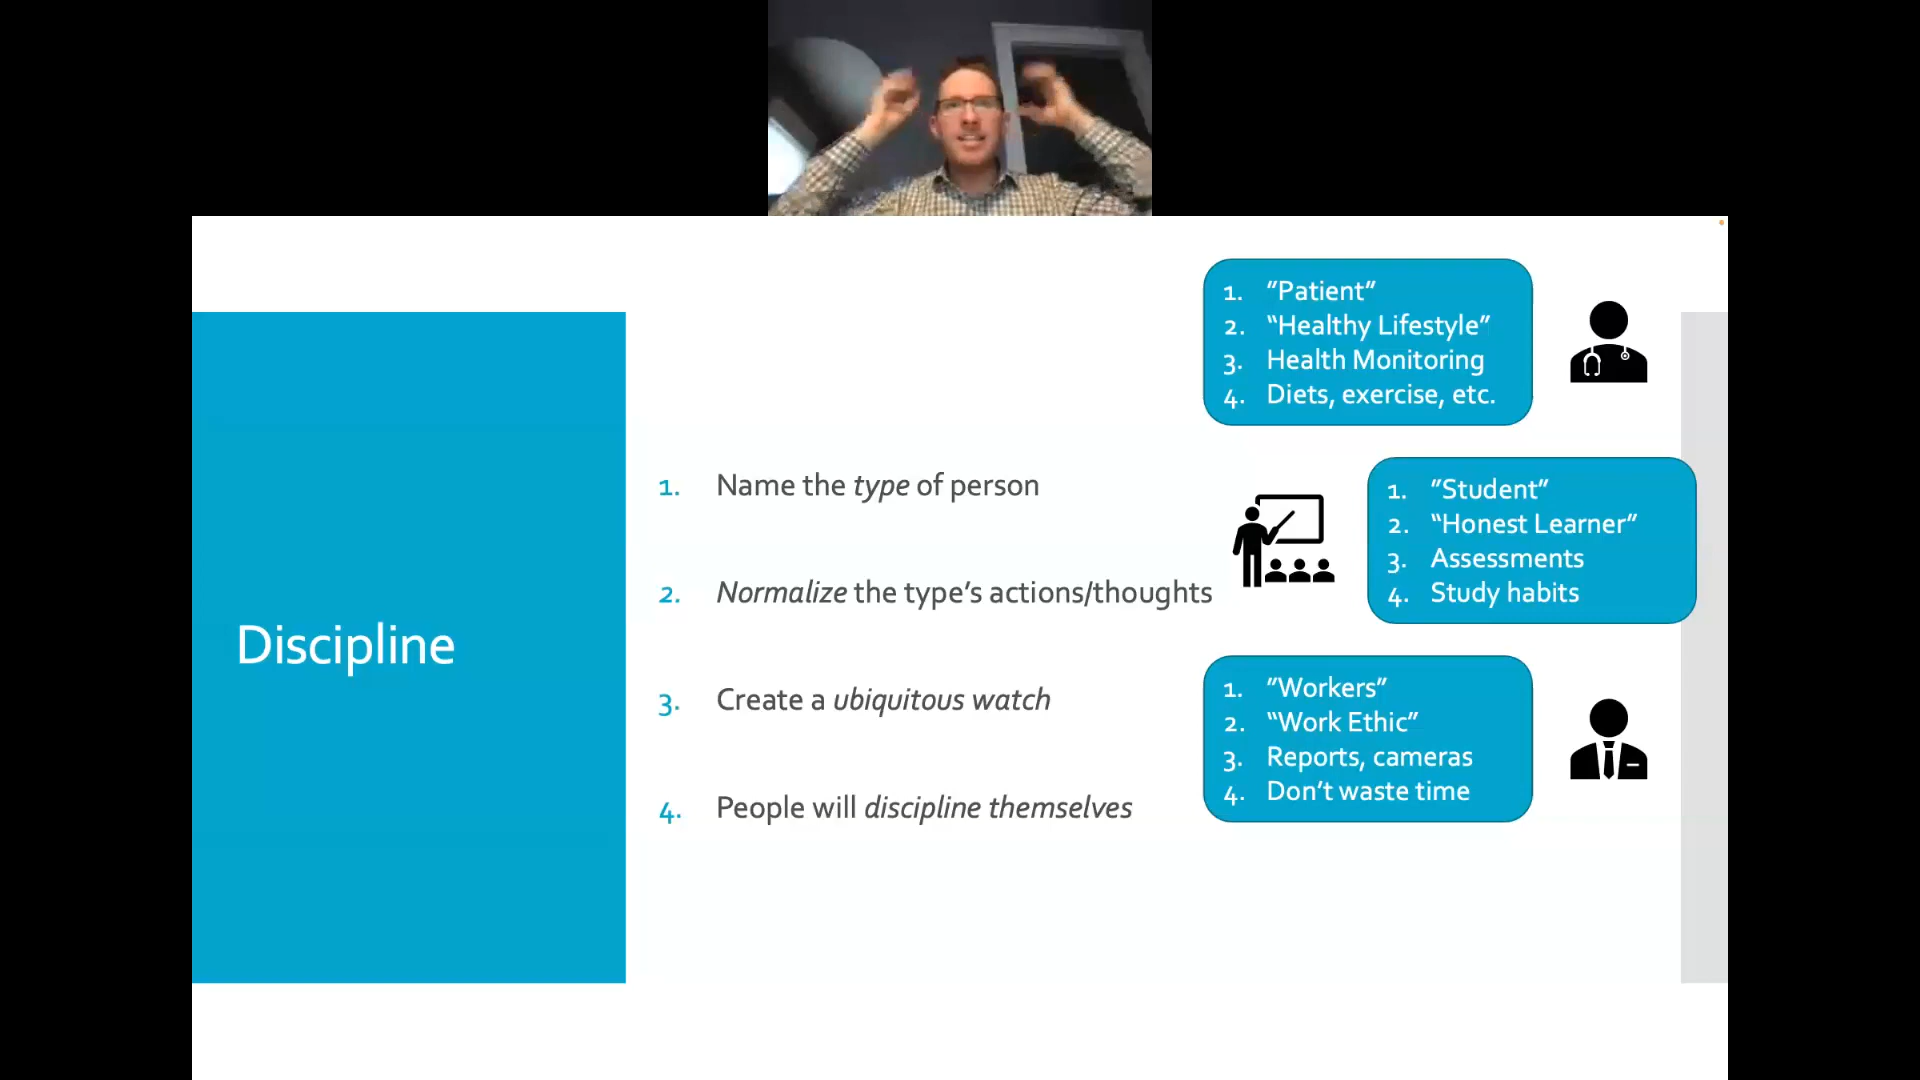 Discipline
1. Name the type of person
2. Normalize the type’s actions/thoughts
3. Create a ubiquitous watch
4. People will discipline themselves
1. ”Patient”
2. “Healthy Lifestyle”
3. Health Monitoring
4. Diets, exercise, etc.
1. ”Student”
2. “Honest Learner”
3. Assessments
4. Study habits
1. ”Workers”
2. “Work Ethic”
3. Reports, cameras
4. Don’t waste time